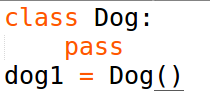 class Dog:
    pass
dog1 = Dog()